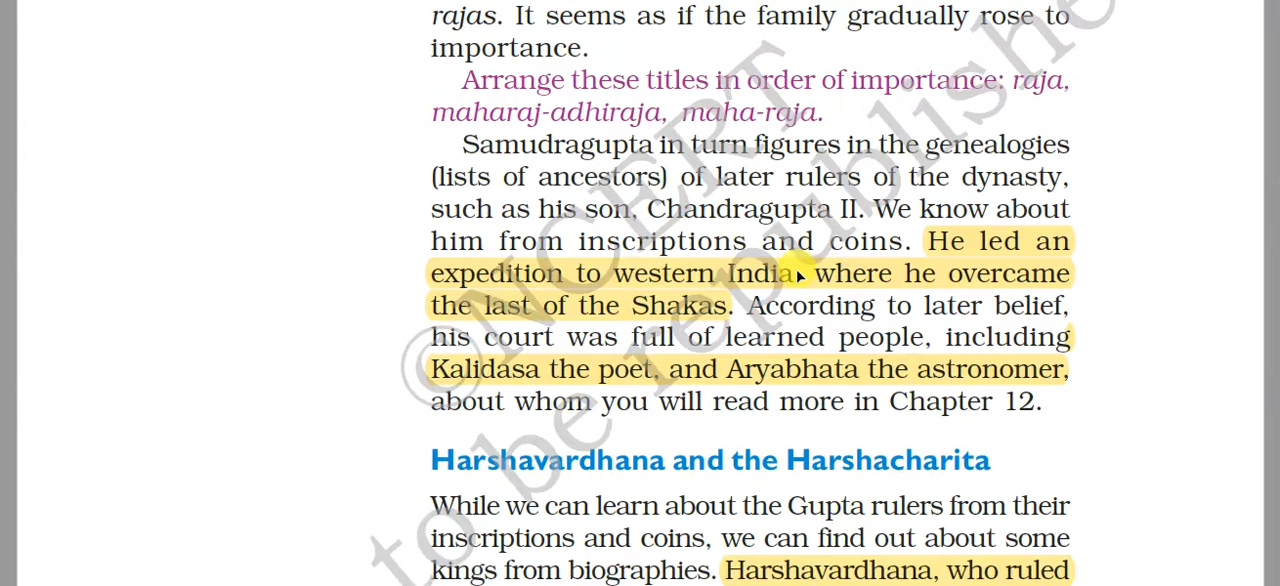 rajas. It seems as if the family gradually rose to
importance.
Arrange these titles in order of importance: raja,
maharaj-adhiraja, maha-raja.
Samudragupta in turn figures in the genealogies
(lists of ancestors) of later rulers of the dynasty,
such as his son, Chandragupta II. We know about
him from inscriptions and coins. He led an
expedition to western India, where he overcame
the last of the Shakas. According to later belief,
his court was full of learned people, including
Kalidasa the poet, and Aryabhata the astronomer,
about whom you will read more in Chapter 12.
Harshavardhana and the Harshacharita
While we can learn about the Gupta rulers from their
inscriptions and coins, we can find out about some
kings from biographies. Harshavardhana, who ruled
©NCERT
to be republishe